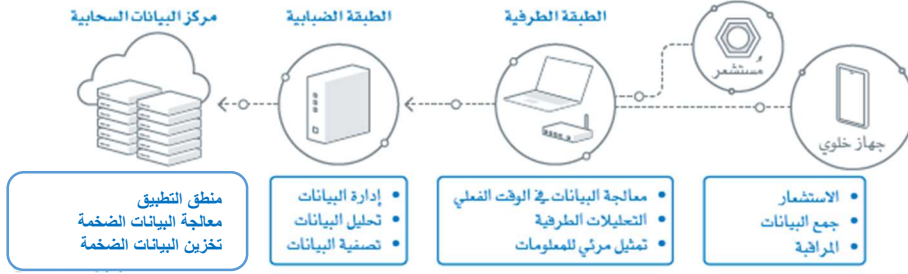 الطبقة الطرفية
الطبقة الضبابية
مركز البيانات السحابية
مستشعر
جهاز خلوي
الاستشعار
جمع البيانات
المراقبة
معالجة البيانات في الوقت الفعلي
التحليلات الطرفية
تمثيل مرئي للمعلومات
إدارة البيانات
تحليل البيانات
تصفية البيانات
منطق التطبيق
معالجة البيانات الضخمة
تخزين البيانات الضخمة